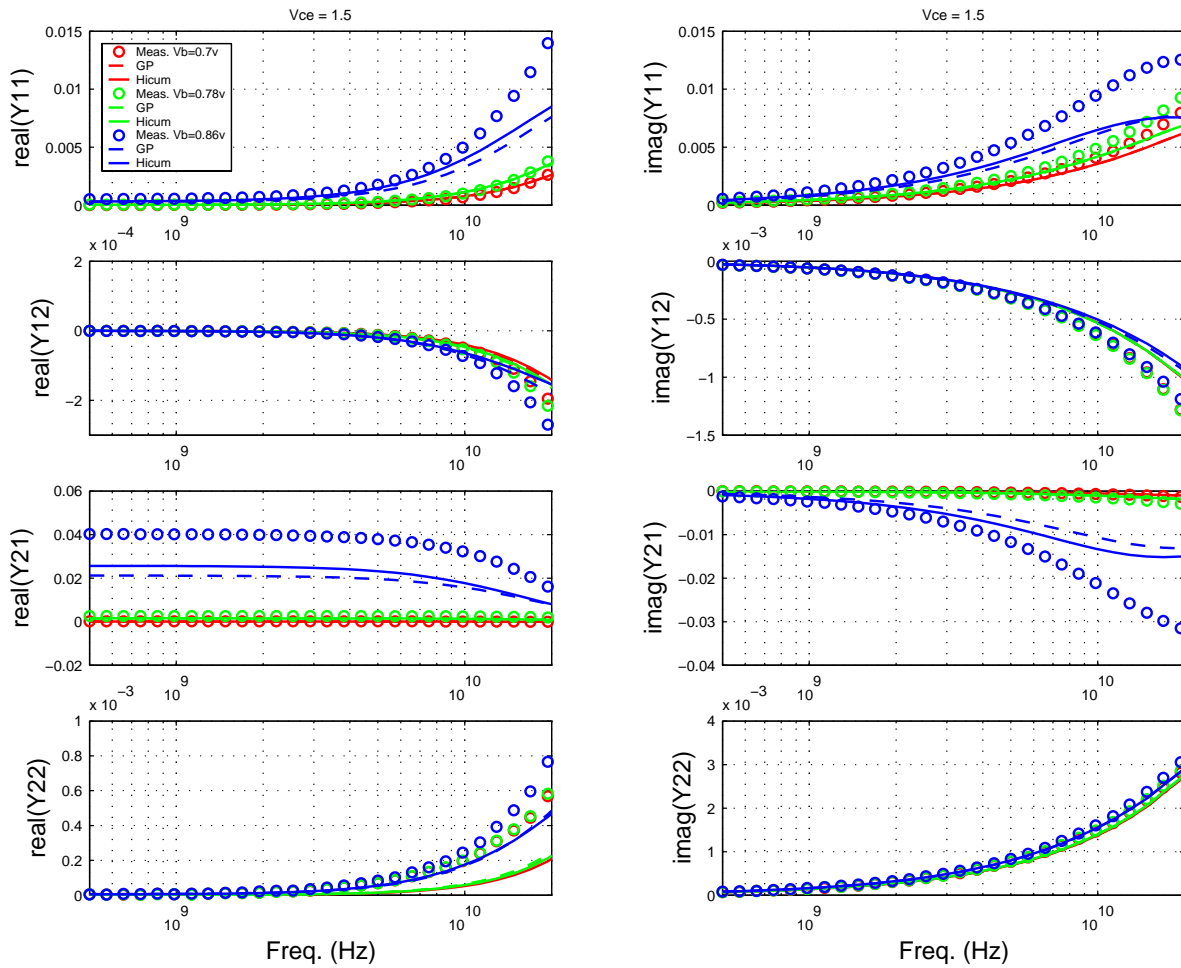 Vce = 1.5
0.015
0.01
0.005
0
real(Y11)
Meas. Vb=0.7v
GP
Hicum
Meas. Vb=0.78v
GP
Hicum
Meas. Vb=0.86v
GP
Hicum
10^9
10^10
Vce = 1.5
0.015
0.01
0.005
0
imag(Y11)
10^9
10^10
x 10^−4
2
0
−2
real(Y12)
10^9
10^10
x 10^−3
0
−0.5
−1
−1.5
imag(Y12)
10^9
10^10
0.06
0.04
0.02
0
−0.02
real(Y21)
10^9
10^10
0
−0.01
−0.02
−0.03
−0.04
imag(Y21)
10^9
10^10
x 10^−3
1
0.8
0.6
0.4
0.2
0
real(Y22)
10^9
10^10
Freq. (Hz)
x 10^−3
4
3
2
1
0
imag(Y22)
10^9
10^10
Freq. (Hz)